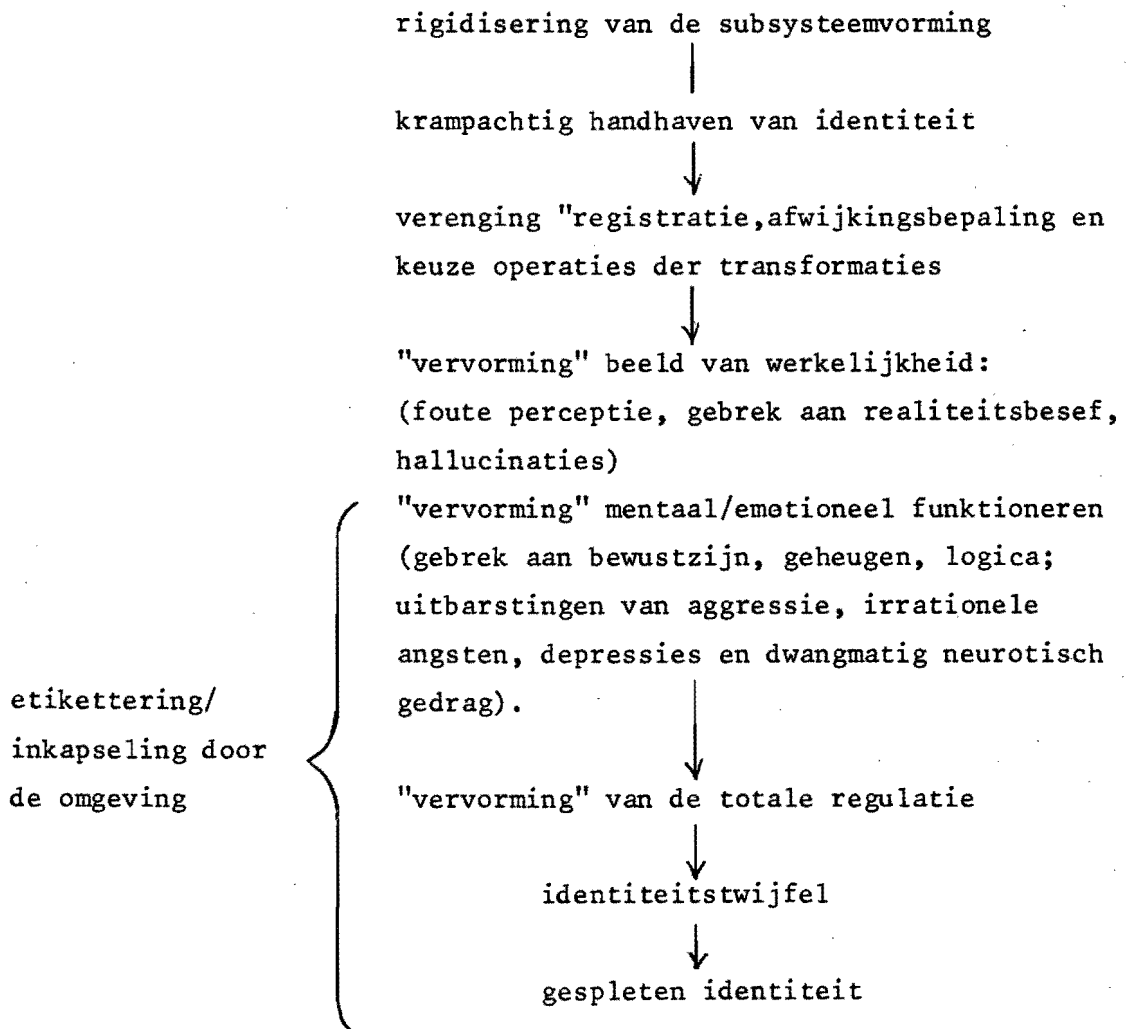 rigidisering van de subsysteemvorming
krampachtig handhaven van identiteit
verenging "registratie,afwijkingsbepaling en
keuze operaties der transformaties
"vervorming" beeld van werkelijkheid:
(foute perceptie, gebrek aan realiteitsbesef,
hallucinaties)
"vervorming" mentaal/emotioneel funktioneren
(gebrek aan bewustzijn, geheugen, logica;
uitbarstingen van aggressie, irrationele
angsten, depressies en dwangmatig neurotisch
gedrag).
etikettering/
inkapseling door
de omgeving
"vervorming" van de totale regulatie
identiteitstwijfel
gespleten identiteit